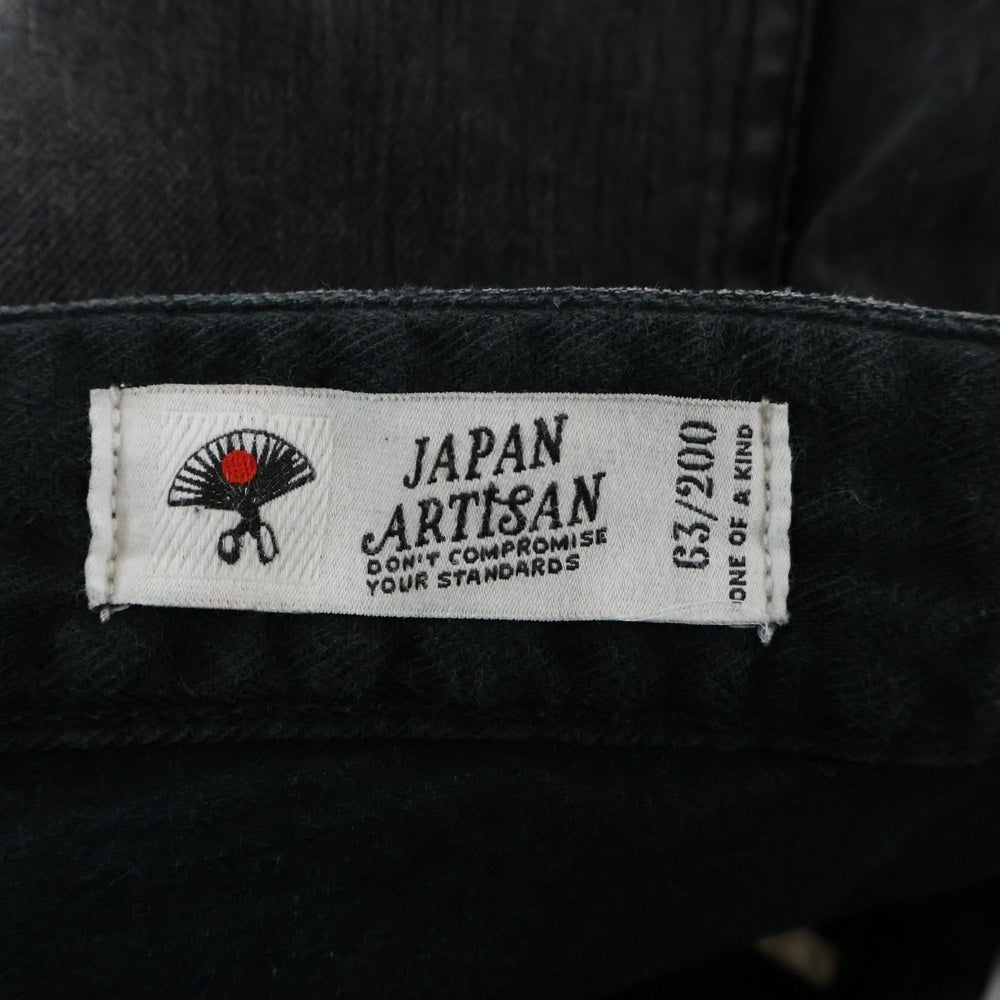 JAPAN
ARTISAN
DON'T COMPROMISE
YOUR STANDARDS
63/200
ONE OF A KIND